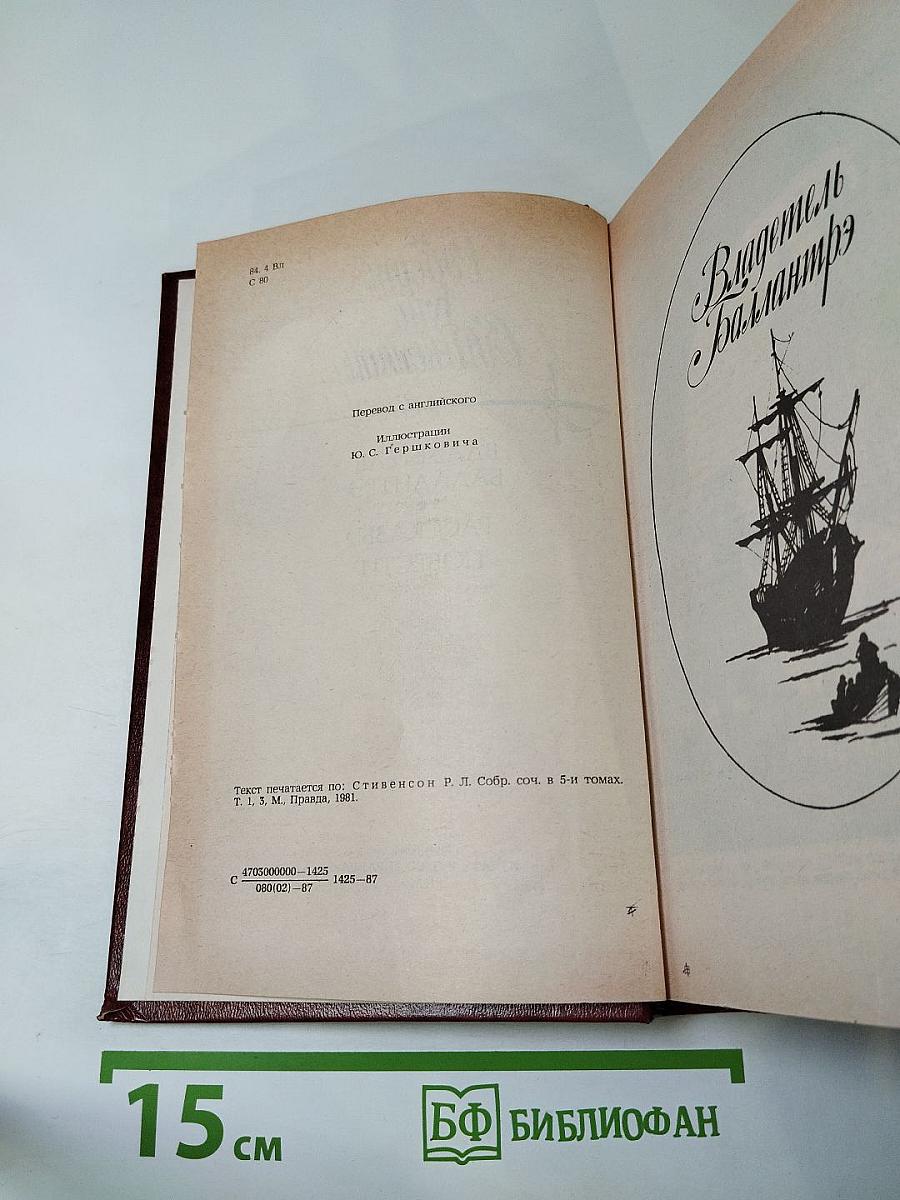 84. 4 Вл
С 80
Перевод с английского
Иллюстрации
Ю. С. Гершковича
Текст печатается по: Стивенсон Р. Л. Собр. соч. в 5-и томах.
Т. 1, 3, М., Правда, 1981.
С 4703000000—1425 1425—87
080(02)—87
Владетель
Баллантрэ
15 см
БФ БИБЛИОФАН